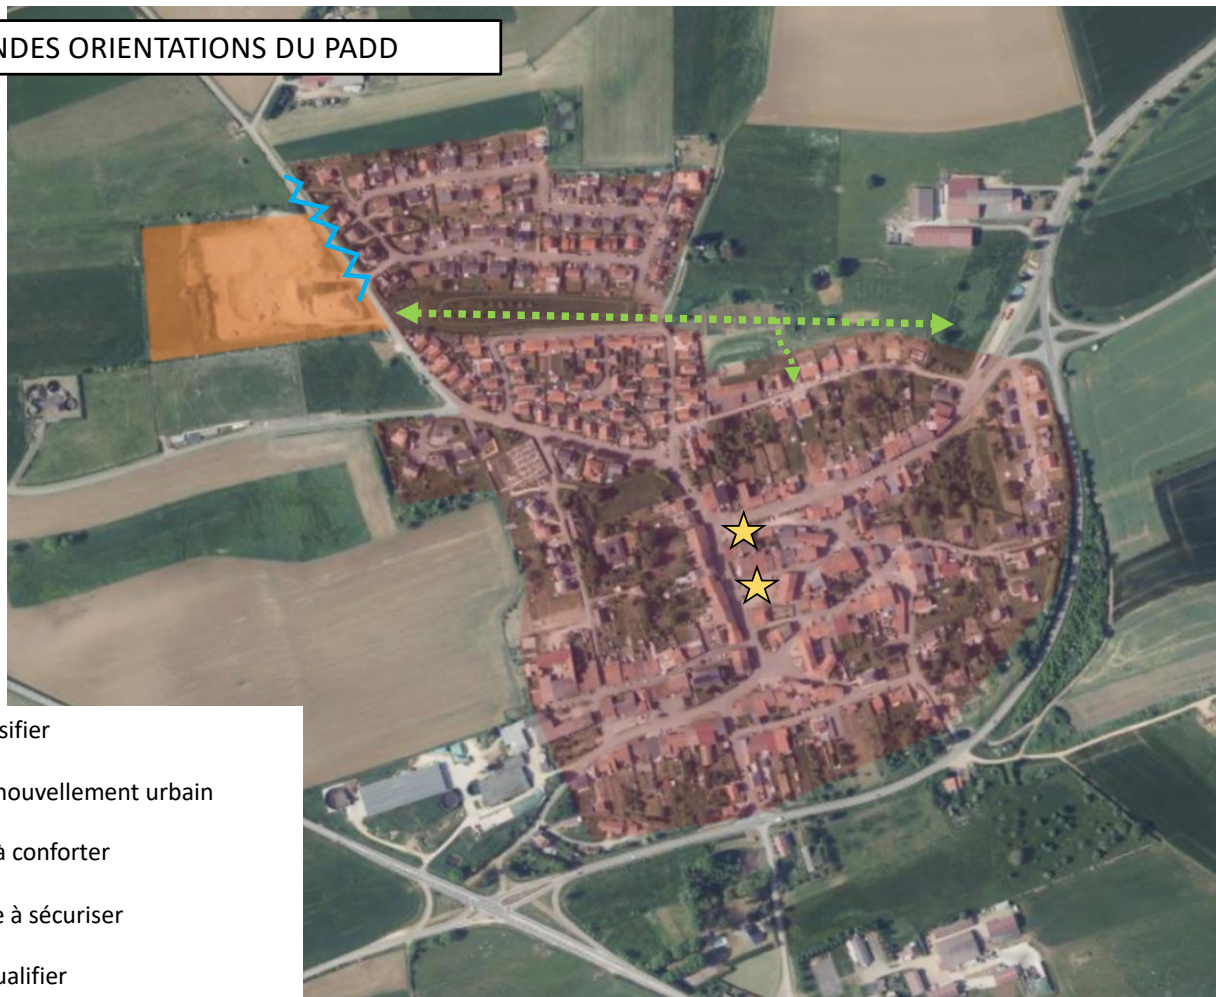 NDES ORIENTATIONS DU PADD
sifier
nouvellement urbain
à conforter
e à sécuriser
ualifier